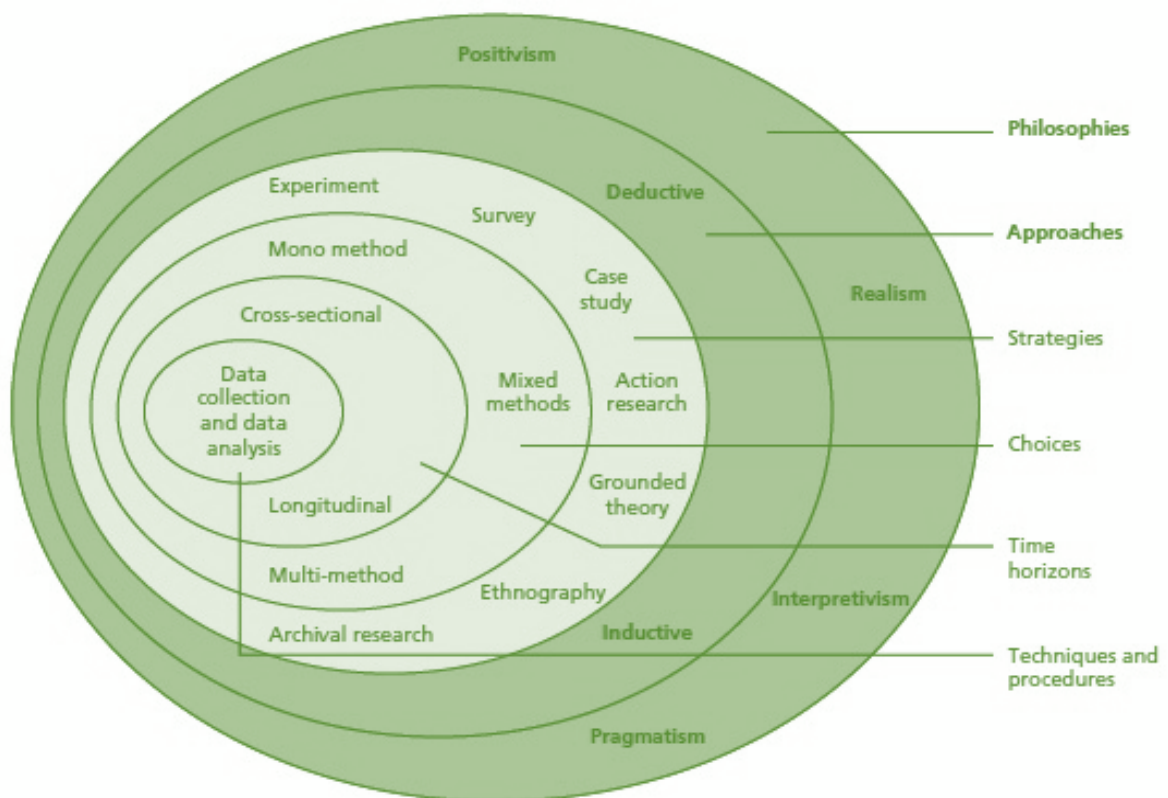 Positivism
Philosophies
Experiment
Deductive
Survey
Approaches
Mono method
Case
study
Realism
Cross-sectional
Strategies
Data
collection
and data
analysis
Mixed
methods
Action
research
Choices
Longitudinal
Grounded
theory
Time
horizons
Multi-method
Ethnography
Interpretivism
Archival research
Inductive
Techniques and
procedures
Pragmatism